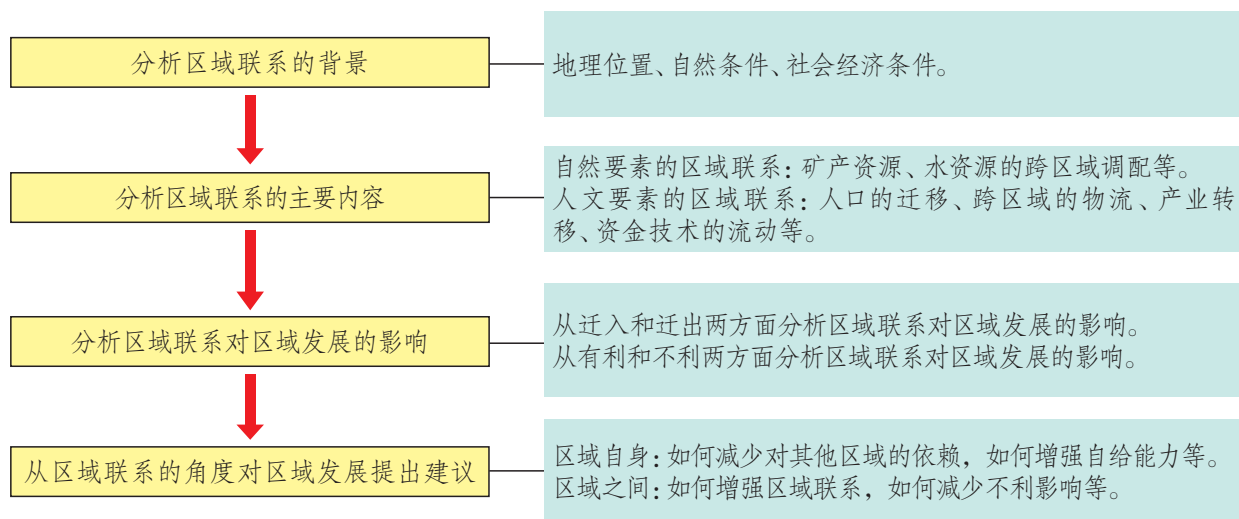 分析区域联系的背景
地理位置、自然条件、社会经济条件。
分析区域联系的主要内容
自然要素的区域联系：矿产资源、水资源的跨区域调配等。
人文要素的区域联系：人口的迁移、跨区域的物流、产业转
移、资金技术的流动等。
分析区域联系对区域发展的影响
从迁入和迁出两方面分析区域联系对区域发展的影响。
从有利和不利两方面分析区域联系对区域发展的影响。
从区域联系的角度对区域发展提出建议
区域自身：如何减少对其他区域的依赖，如何增强自给能力等。
区域之间：如何增强区域联系，如何减少不利影响等。